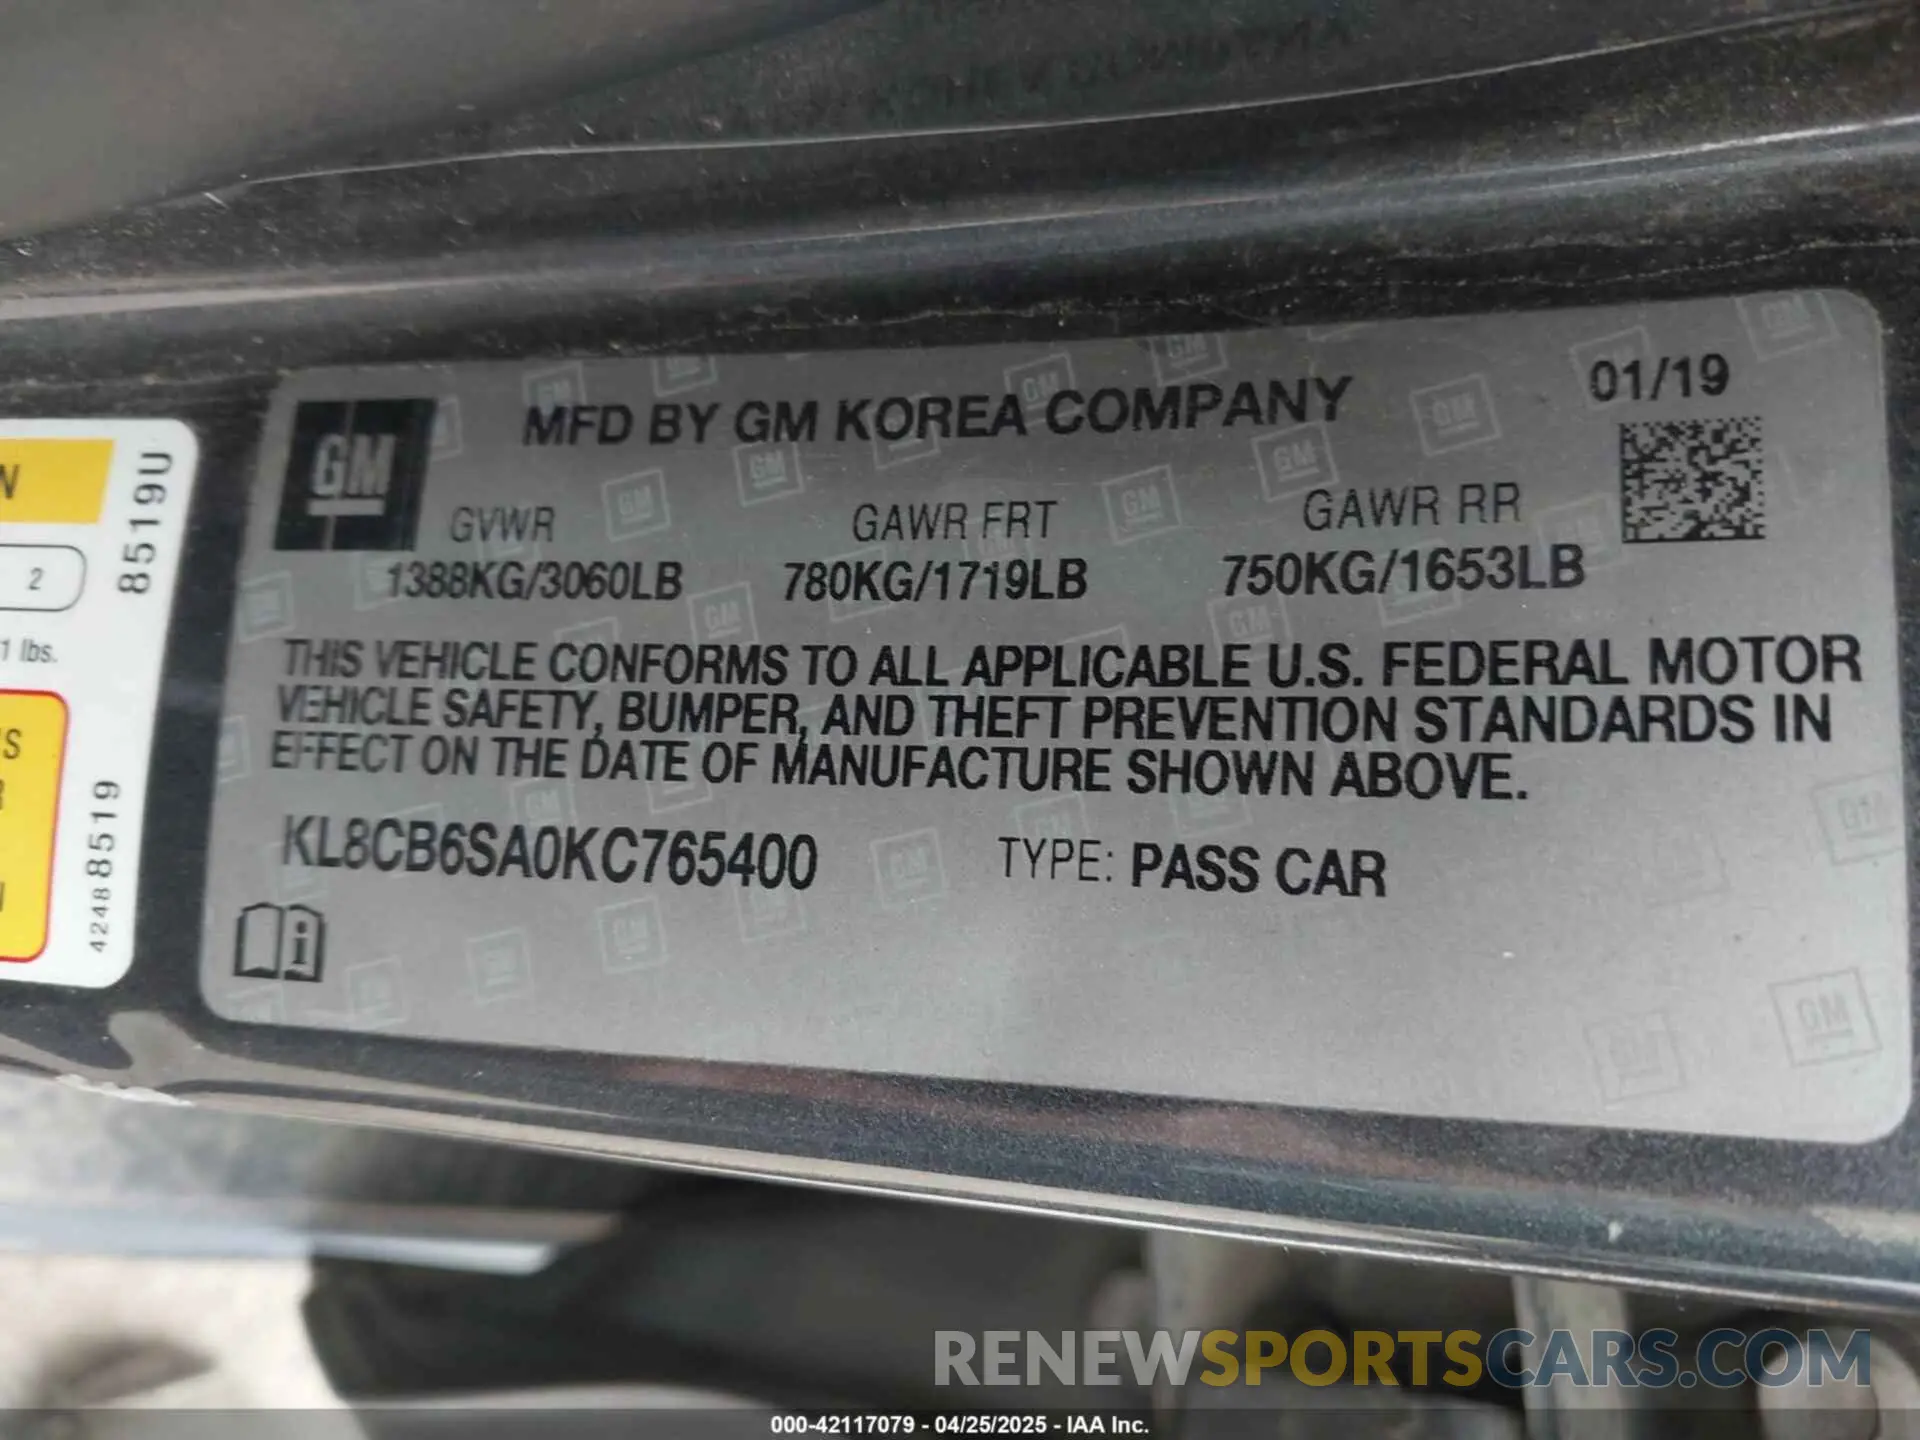 MFD BY GM KOREA COMPANY
01/19
GM
GVWR GAWR FRT GAWR RR
1388KG/3060LB 780KG/1719LB 750KG/1653LB
THIS VEHICLE CONFORMS TO ALL APPLICABLE U.S. FEDERAL MOTOR
VEHICLE SAFETY, BUMPER, AND THEFT PREVENTION STANDARDS IN
EFFECT ON THE DATE OF MANUFACTURE SHOWN ABOVE.
KL8CB6SA0KC765400 TYPE: PASS CAR
8519U
2
1 lbs.
42488519
RENEWSPORTSCARS.COM
000-42117079 - 04/25/2025 - IAA Inc.